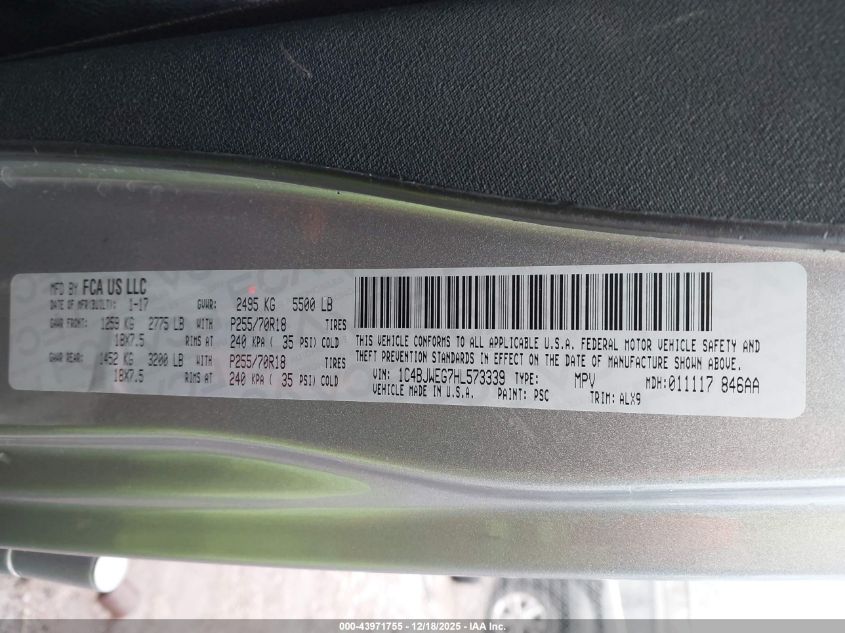 MFD BY FCA US LLC
DATE OF MFR(BUILT): 1-17 GVWR: 2495 KG 5500 LB
GAWR FRONT: 1259 KG 2775 LB WITH P255/70R18 TIRES
18X7.5 RIMS AT 240 KPA ( 35 PSI) COLD
GAWR REAR: 1452 KG 3200 LB WITH P255/70R18 TIRES
18X7.5 RIMS AT 240 KPA ( 35 PSI) COLD
THIS VEHICLE CONFORMS TO ALL APPLICABLE U.S.A. FEDERAL MOTOR VEHICLE SAFETY AND
THEFT PREVENTION STANDARDS IN EFFECT ON THE DATE OF MANUFACTURE SHOWN ABOVE.
VIN: 1C4BJWEG7HL573339 TYPE: MPV MDH:011117 846AA
VEHICLE MADE IN U.S.A. PAINT: PSC TRIM: ALX9
000-43971755 - 12/18/2025 - IAA Inc.